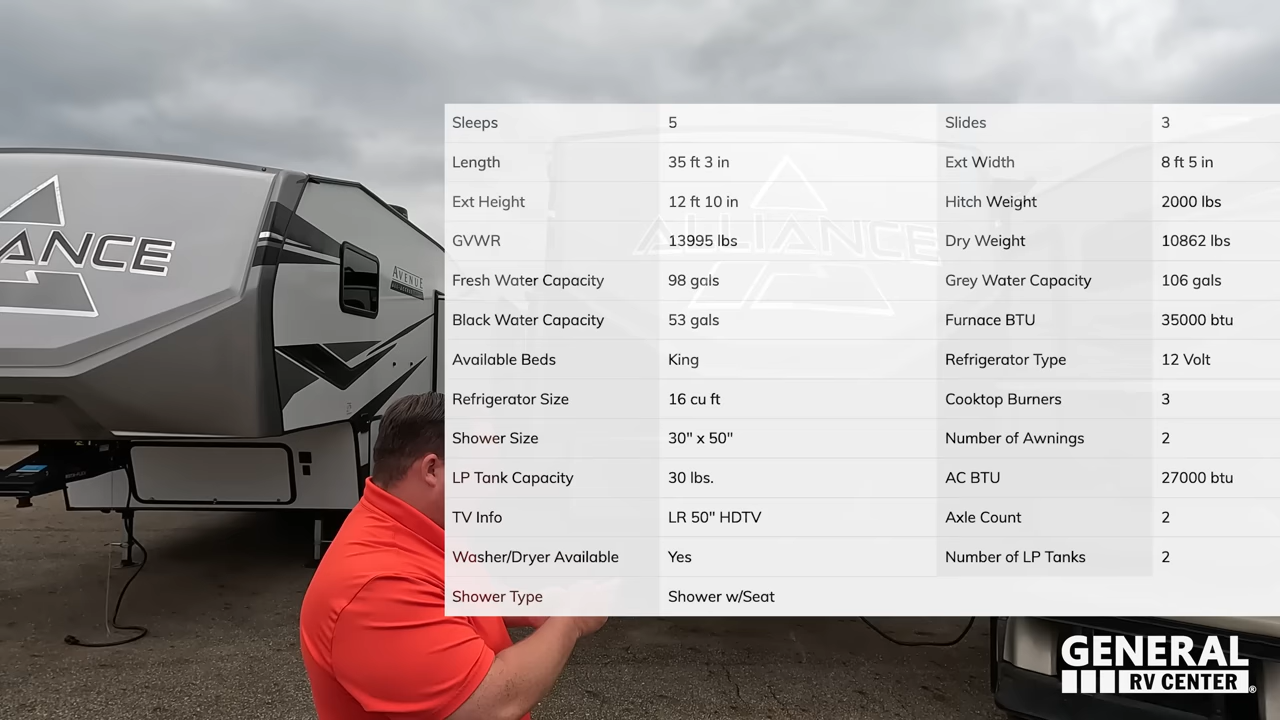 ANCE
AVENUE
ALLIANCE
Sleeps 5 Slides 3
Length 35 ft 3 in Ext Width 8 ft 5 in
Ext Height 12 ft 10 in Hitch Weight 2000 lbs
GVWR 13995 lbs Dry Weight 10862 lbs
Fresh Water Capacity 98 gals Grey Water Capacity 106 gals
Black Water Capacity 53 gals Furnace BTU 35000 btu
Available Beds King Refrigerator Type 12 Volt
Refrigerator Size 16 cu ft Cooktop Burners 3
Shower Size 30" x 50" Number of Awnings 2
LP Tank Capacity 30 lbs. AC BTU 27000 btu
TV Info LR 50" HDTV Axle Count 2
Washer/Dryer Available Yes Number of LP Tanks 2
Shower Type Shower w/Seat
GENERAL
RV CENTER®